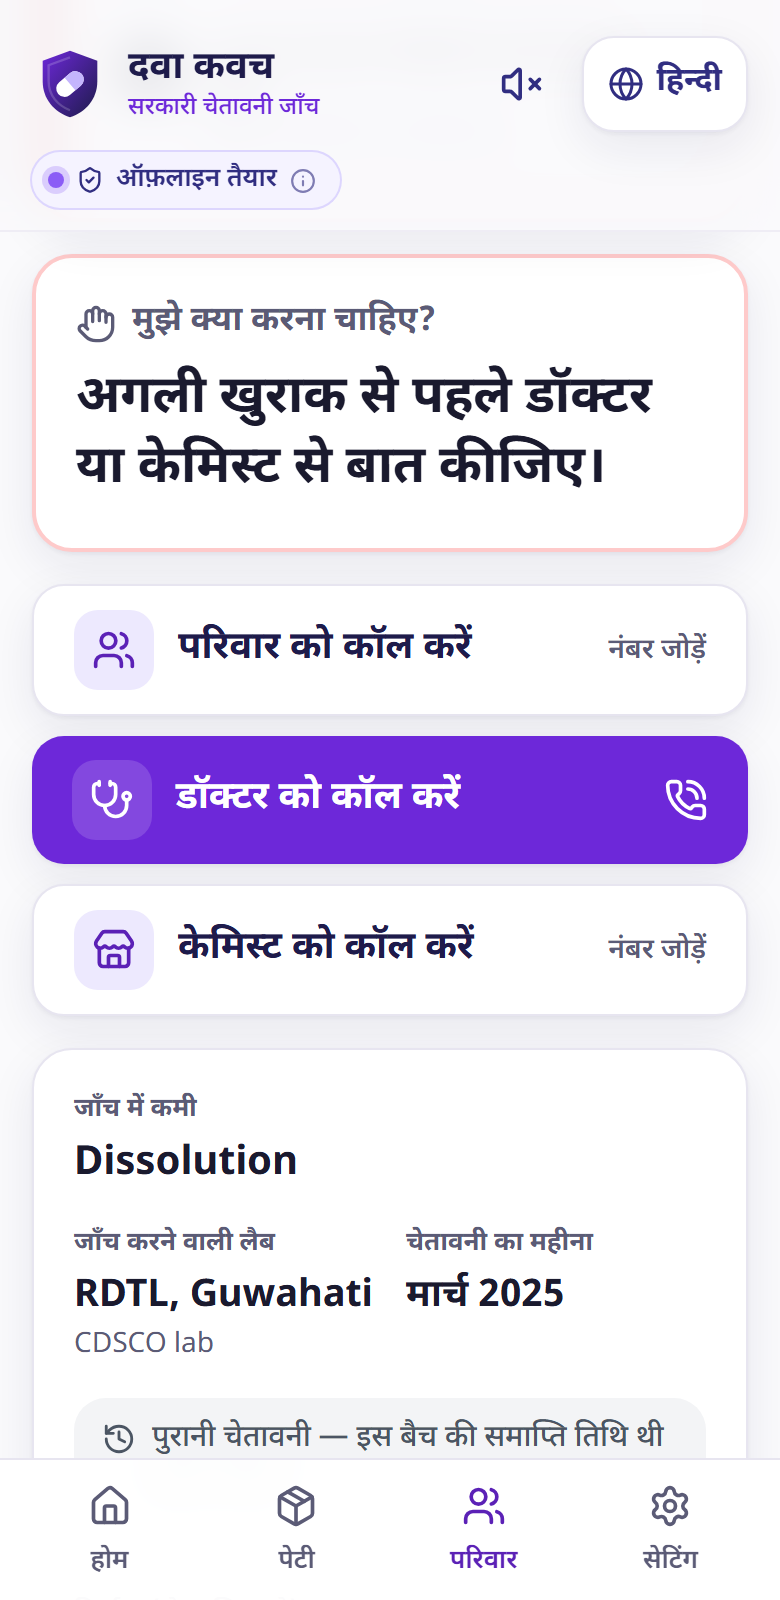 दवा कवच
सरकारी चेतावनी जाँच
हिन्दी
ऑफ़लाइन तैयार
मुझे क्या करना चाहिए?
अगली खुराक से पहले डॉक्टर
या केमिस्ट से बात कीजिए।
परिवार को कॉल करें
नंबर जोड़ें
डॉक्टर को कॉल करें
केमिस्ट को कॉल करें
नंबर जोड़ें
जाँच में कमी
Dissolution
जाँच करने वाली लैब
RDTL, Guwahati
CDSCO lab
चेतावनी का महीना
मार्च 2025
पुरानी चेतावनी — इस बैच की समाप्ति तिथि थी
होम
पेटी
परिवार
सेटिंग